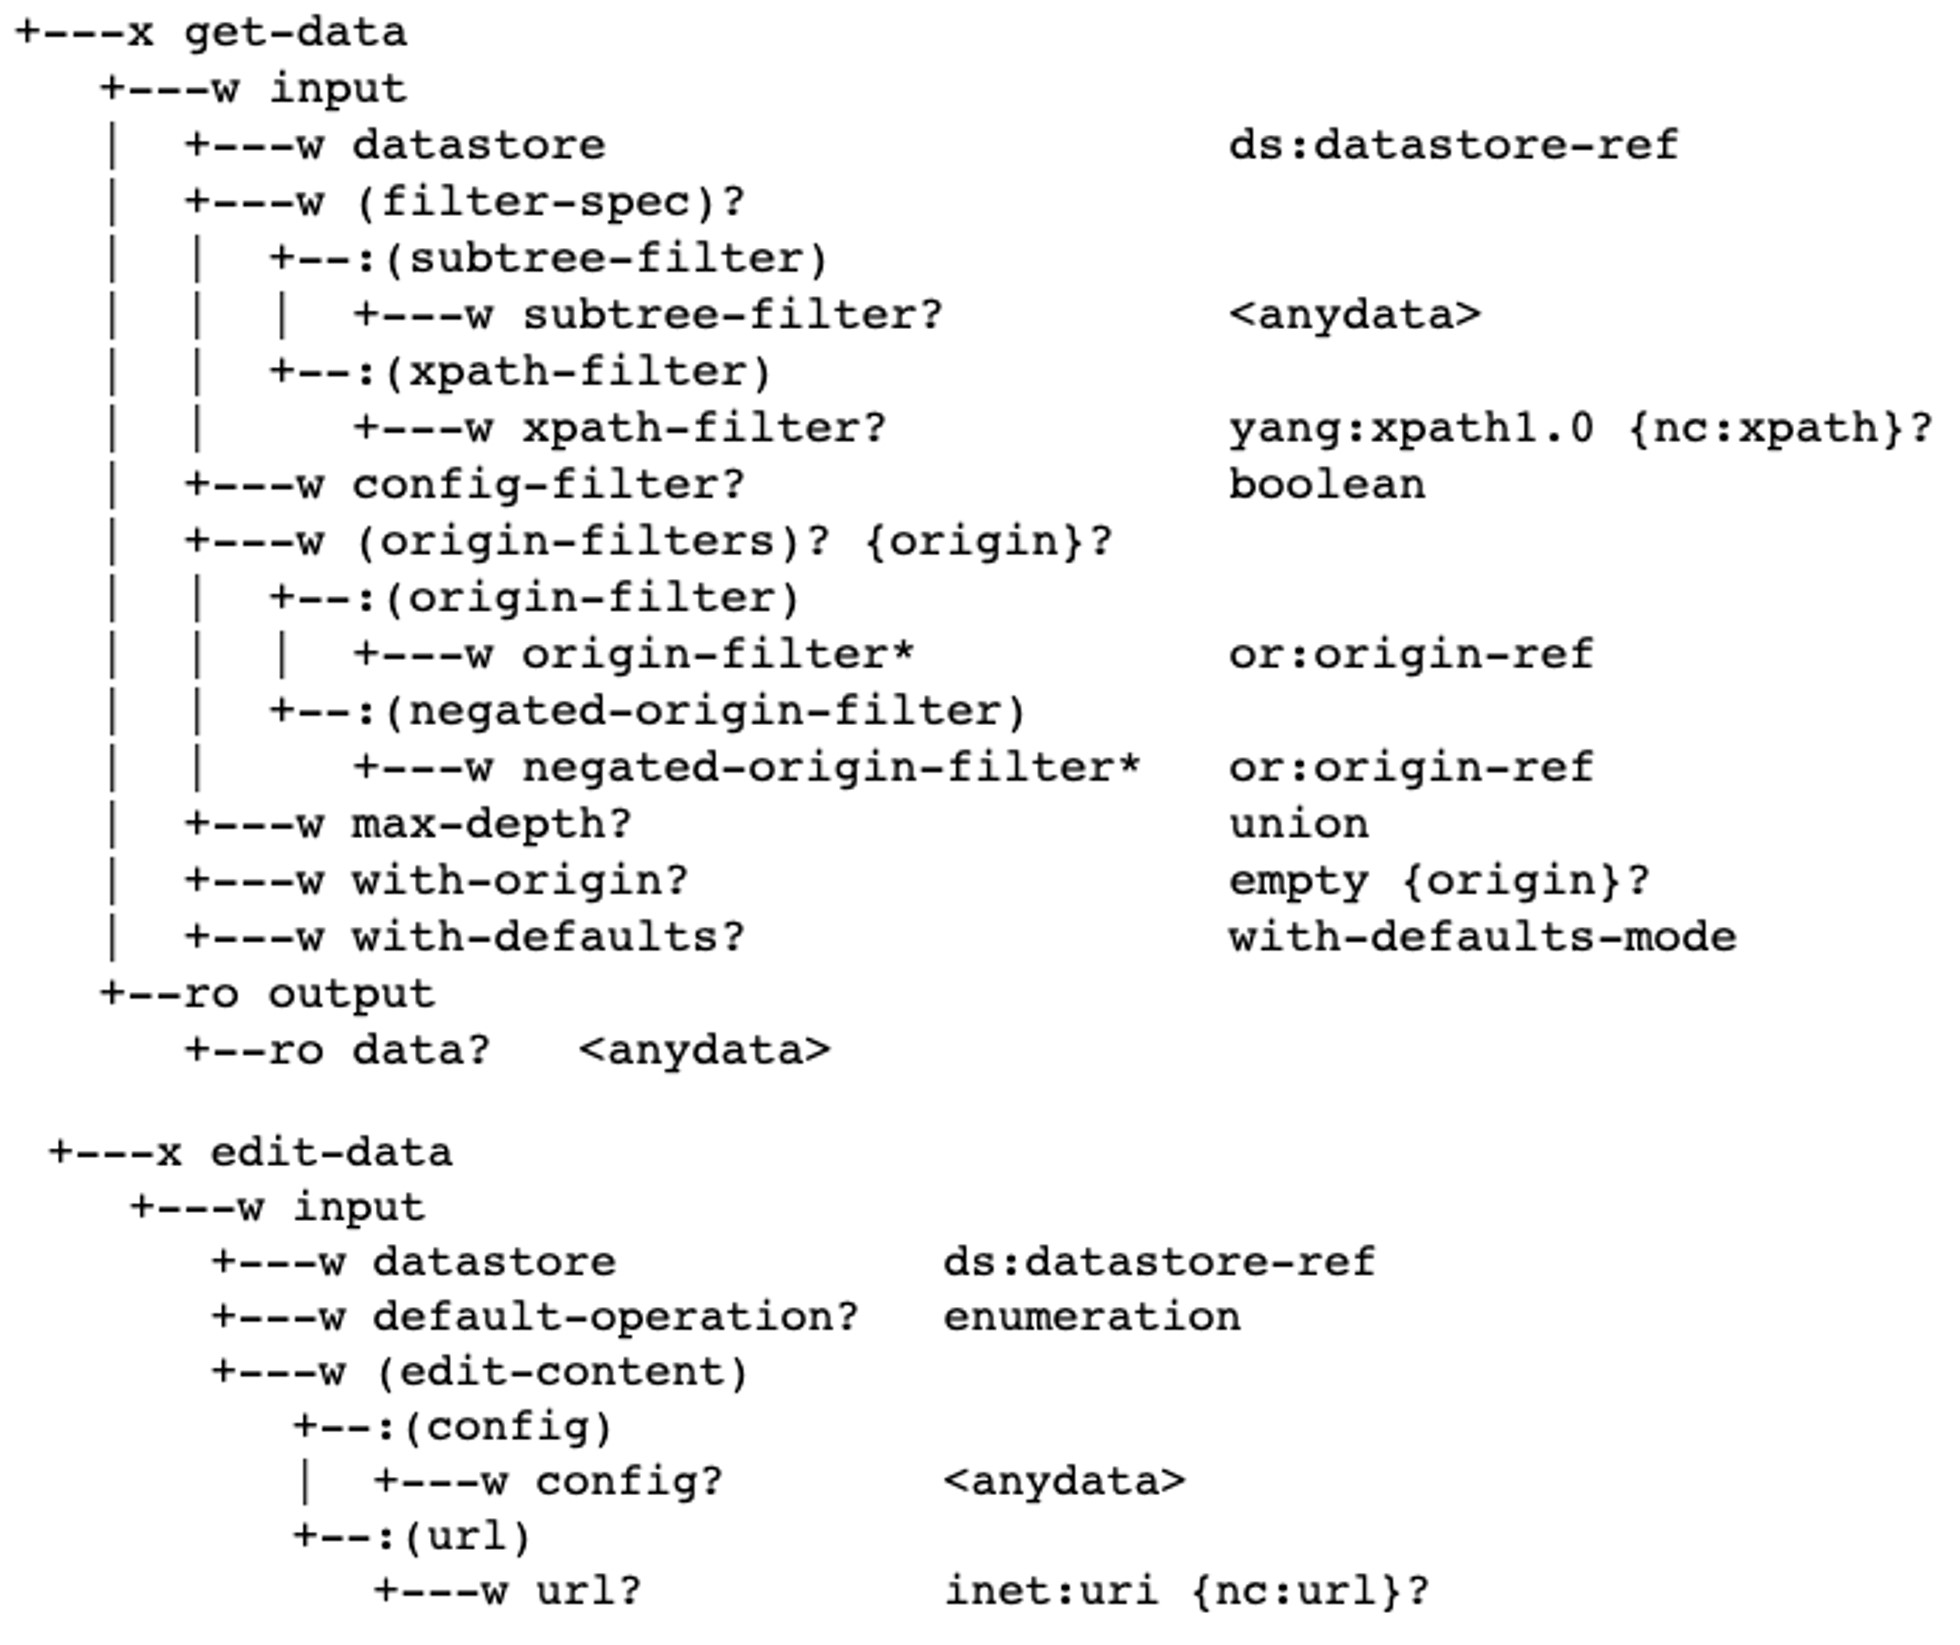 +---x get-data
   +---w input
   |  +---w datastore                      ds:datastore-ref
   |  +---w (filter-spec)?
   |  |  +--:(subtree-filter)
   |  |  |  +---w subtree-filter?          <anydata>
   |  |  +--:(xpath-filter)
   |  |     +---w xpath-filter?            yang:xpath1.0 {nc:xpath}?
   |  +---w config-filter?                 boolean
   |  +---w (origin-filters)? {origin}?
   |  |  +--:(origin-filter)
   |  |  |  +---w origin-filter*           or:origin-ref
   |  |  +--:(negated-origin-filter)
   |  |     +---w negated-origin-filter*   or:origin-ref
   |  +---w max-depth?                     union
   |  +---w with-origin?                   empty {origin}?
   |  +---w with-defaults?                 with-defaults-mode
   +--ro output
      +--ro data?   <anydata>
+---x edit-data
   +---w input
      +---w datastore            ds:datastore-ref
      +---w default-operation?   enumeration
      +---w (edit-content)
         +--:(config)
         |  +---w config?        <anydata>
         +--:(url)
            +---w url?           inet:uri {nc:url}?